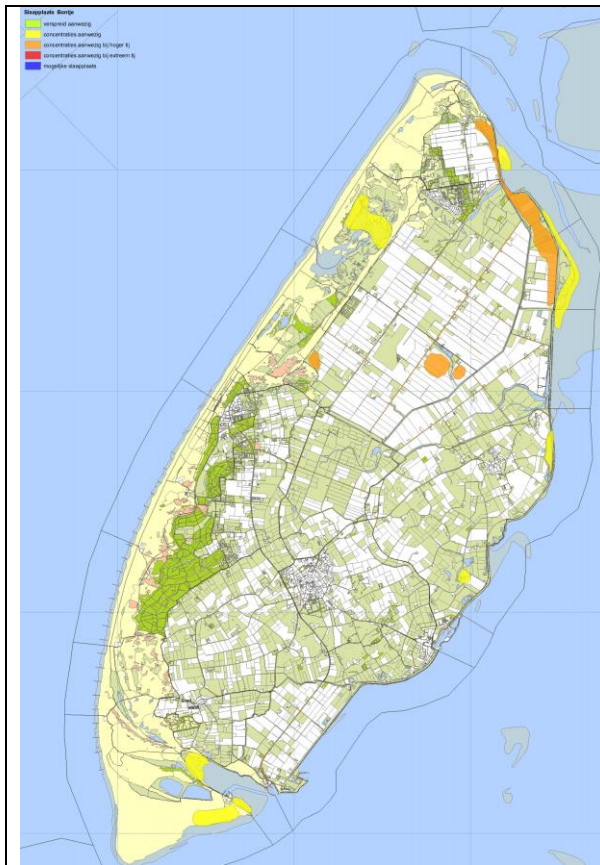 Slaapplaats Bontje
verspreid aanwezig
concentraties aanwezig
concentraties aanwezig bij hoger tij
concentraties aanwezig bij extreem tij
mogelijke slaapplaats